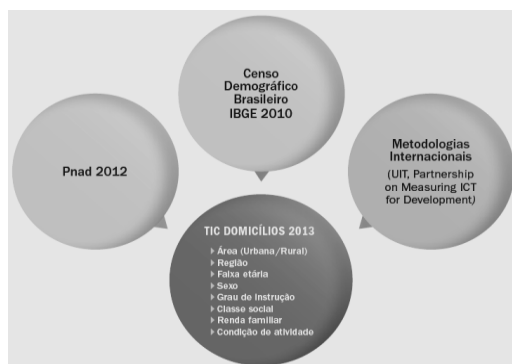 Censo
Demográfico
Brasileiro
IBGE 2010
Pnad 2012
Metodologias
Internacionais
(UIT, Partnership
on Measuring ICT
for Development)
TIC DOMICÍLIOS 2013
Área (Urbana/Rural)
Região
Faixa etária
Sexo
Grau de instrução
Classe social
Renda familiar
Condição de atividade